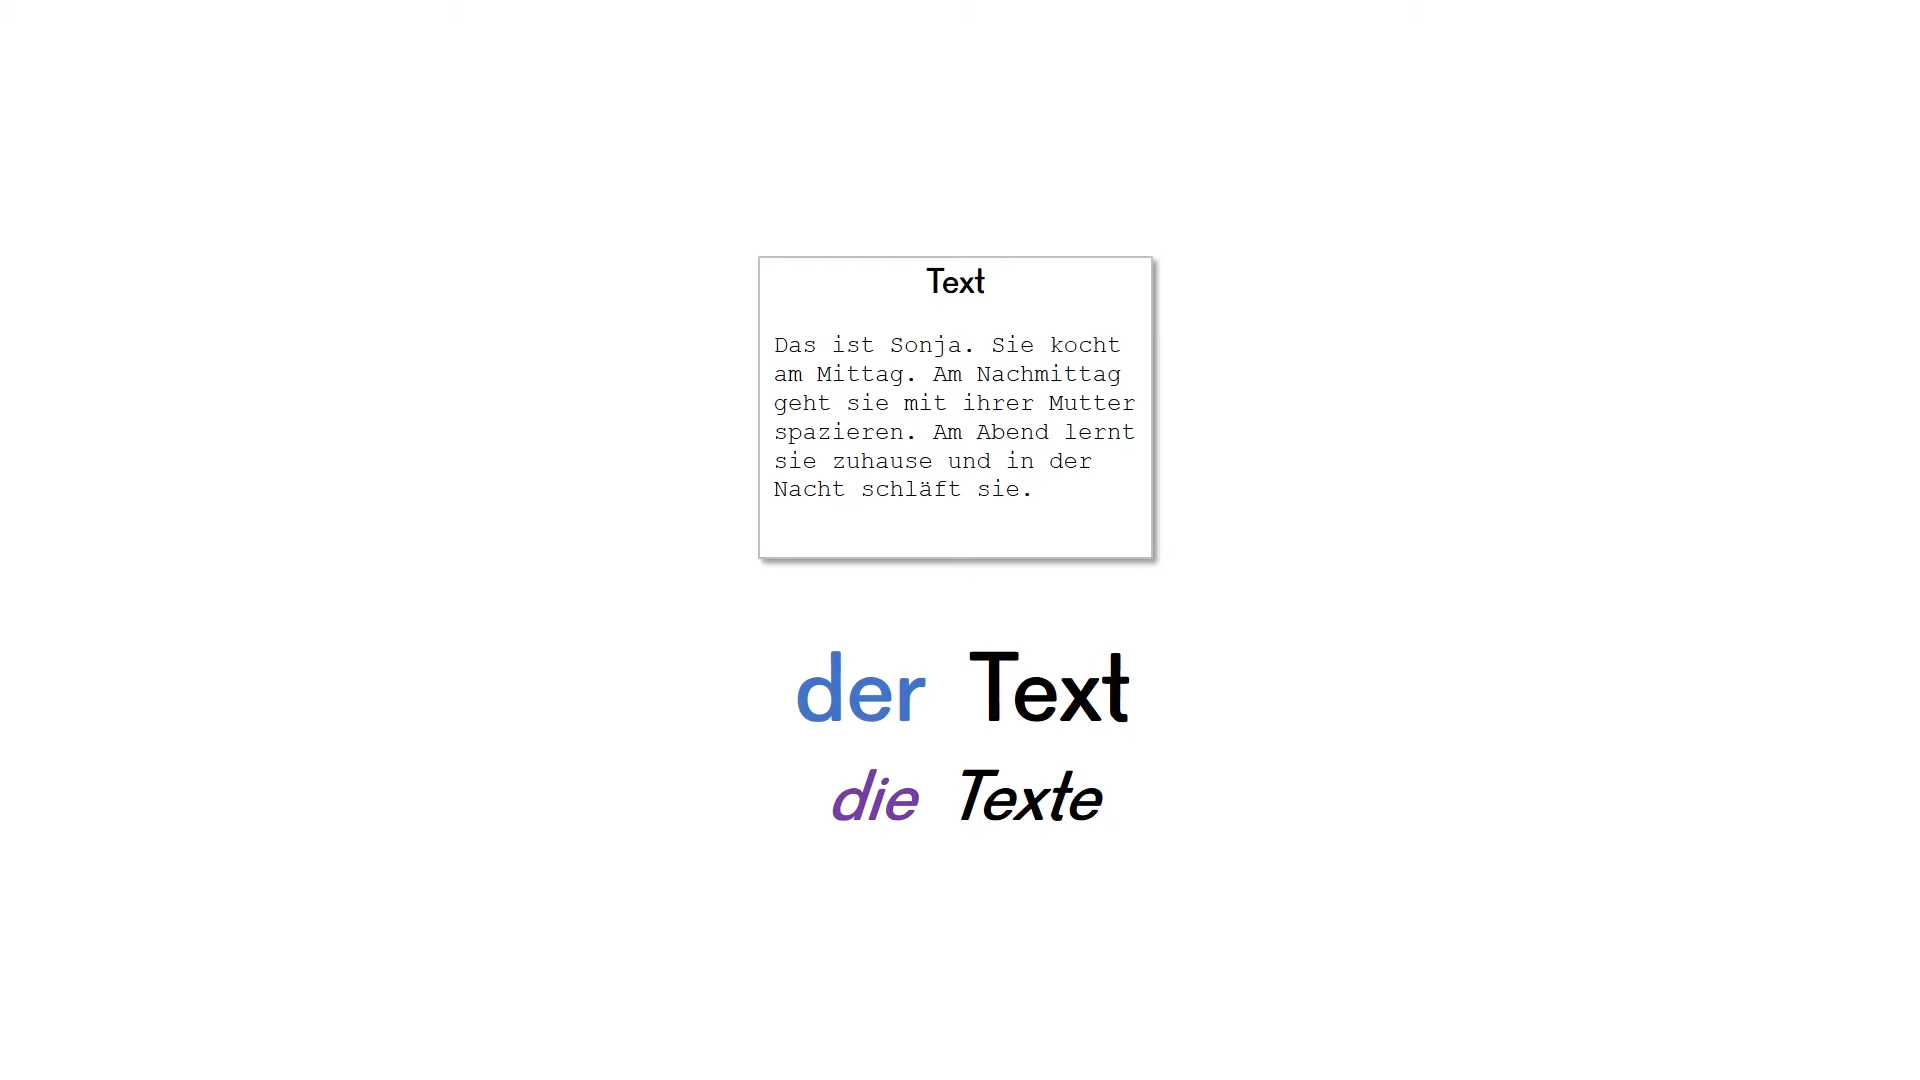 Text
Das ist Sonja. Sie kocht
am Mittag. Am Nachmittag
geht sie mit ihrer Mutter
spazieren. Am Abend lernt
sie zuhause und in der
Nacht schläft sie.
der Text
die Texte